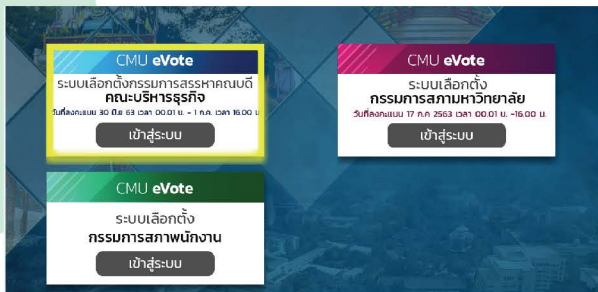 CMU eVote
ระบบเลือกตั้งกรรมการสรรหาคณบดี
คณะบริหารธุรกิจ
วันที่ลงคะแนน 30 มิ.ย 63 เวลา 00.01 น. - 1 ก.ค. เวลา 16.00 น
เข้าสู่ระบบ
CMU eVote
ระบบเลือกตั้ง
กรรมการสภามหาวิทยาลัย
วันที่ลงคะแนน 17 ก.ค 2563 เวลา 00.01 น. -16.00 น.
เข้าสู่ระบบ
CMU eVote
ระบบเลือกตั้ง
กรรมการสภาพนักงาน
เข้าสู่ระบบ